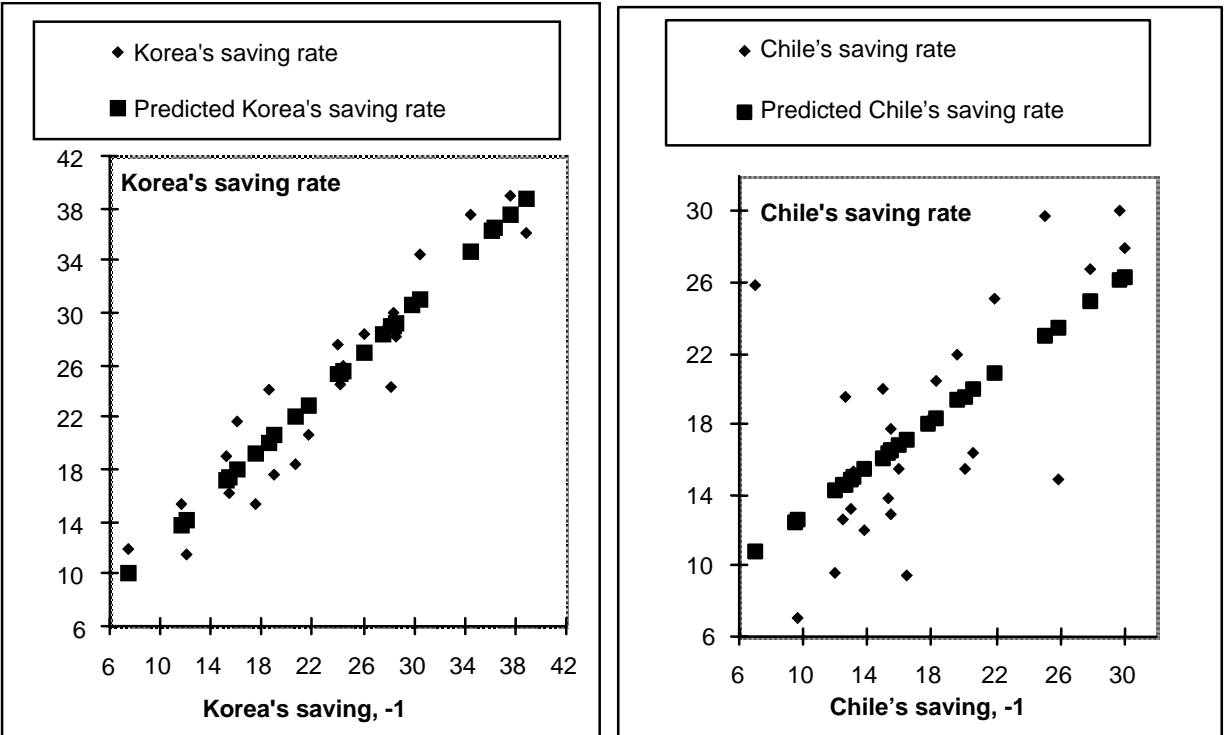 Korea's saving rate
Predicted Korea's saving rate
42
Korea's saving rate
38
34
30
26
22
18
14
10
6
6 10 14 18 22 26 30 34 38 42
Korea's saving, -1
Chile’s saving rate
Predicted Chile’s saving rate
30
Chile's saving rate
26
22
18
14
10
6
6 10 14 18 22 26 30
Chile’s saving, -1